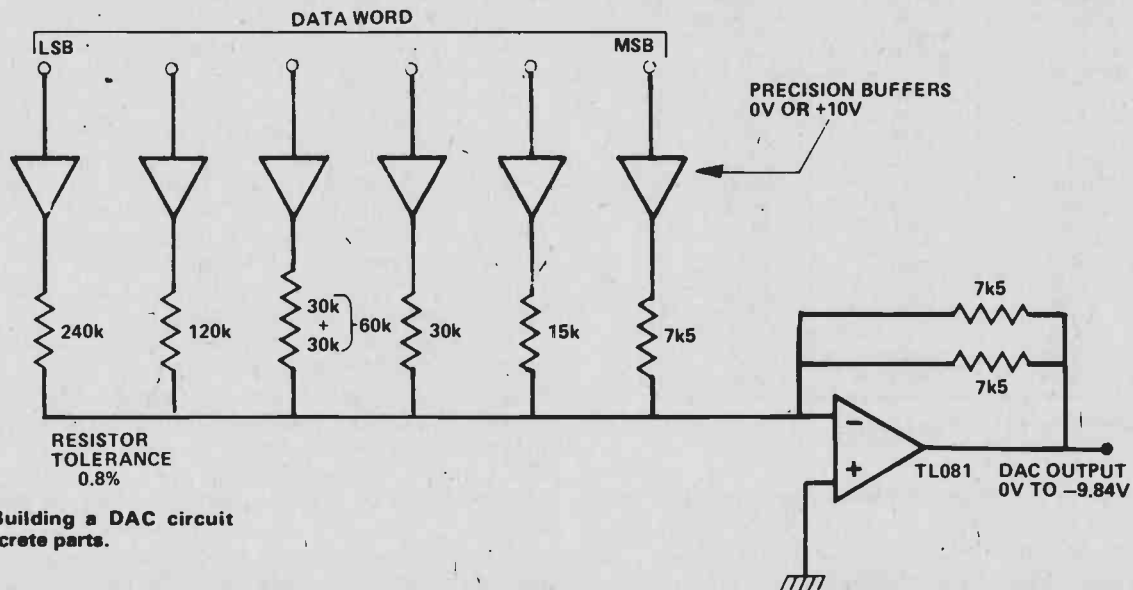 DATA WORD
LSB
MSB
PRECISION BUFFERS
0V OR +10V
240k
120k
30k
+
30k
60k
30k
15k
7k5
7k5
7k5
−
+
TL081
DAC OUTPUT
0V TO −9.84V
RESISTOR
TOLERANCE
0.8%
Building a DAC circuit
crete parts.